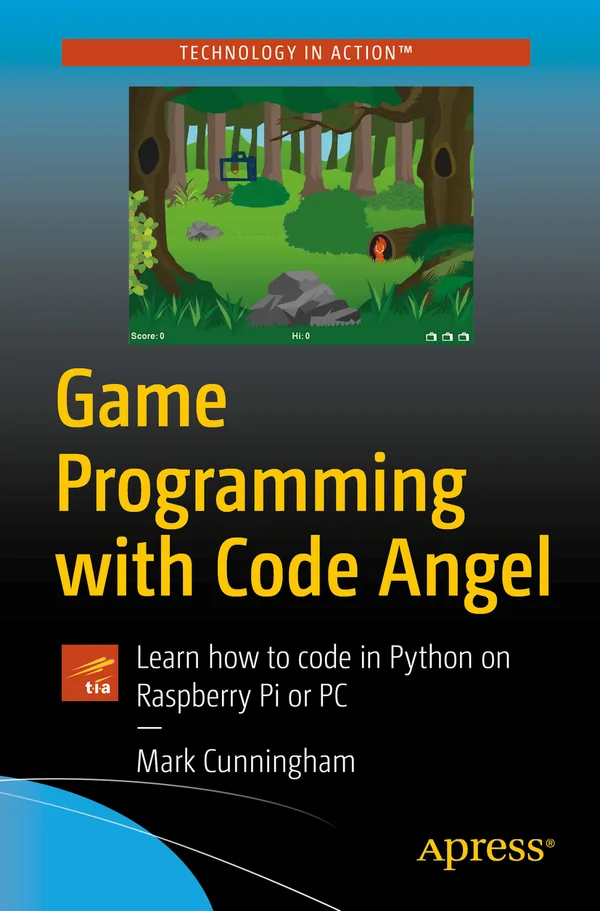 TECHNOLOGY IN ACTION™
Score: 0 Hi: 0
Game
Programming
with Code Angel
tia
Learn how to code in Python on
Raspberry Pi or PC
Mark Cunningham
Apress®